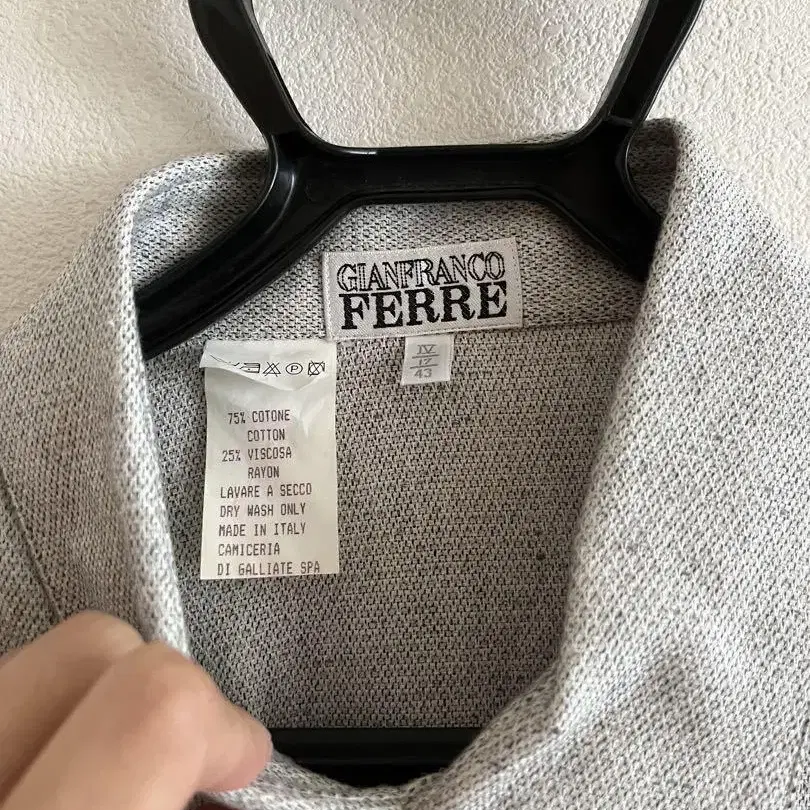 GIANFRANCO
FERRE
IV
17
43
P
75% COTONE
COTTON
25% VISCOSA
RAYON
LAVARE A SECCO
DRY WASH ONLY
MADE IN ITALY
CAMICERIA
DI GALLIATE SPA